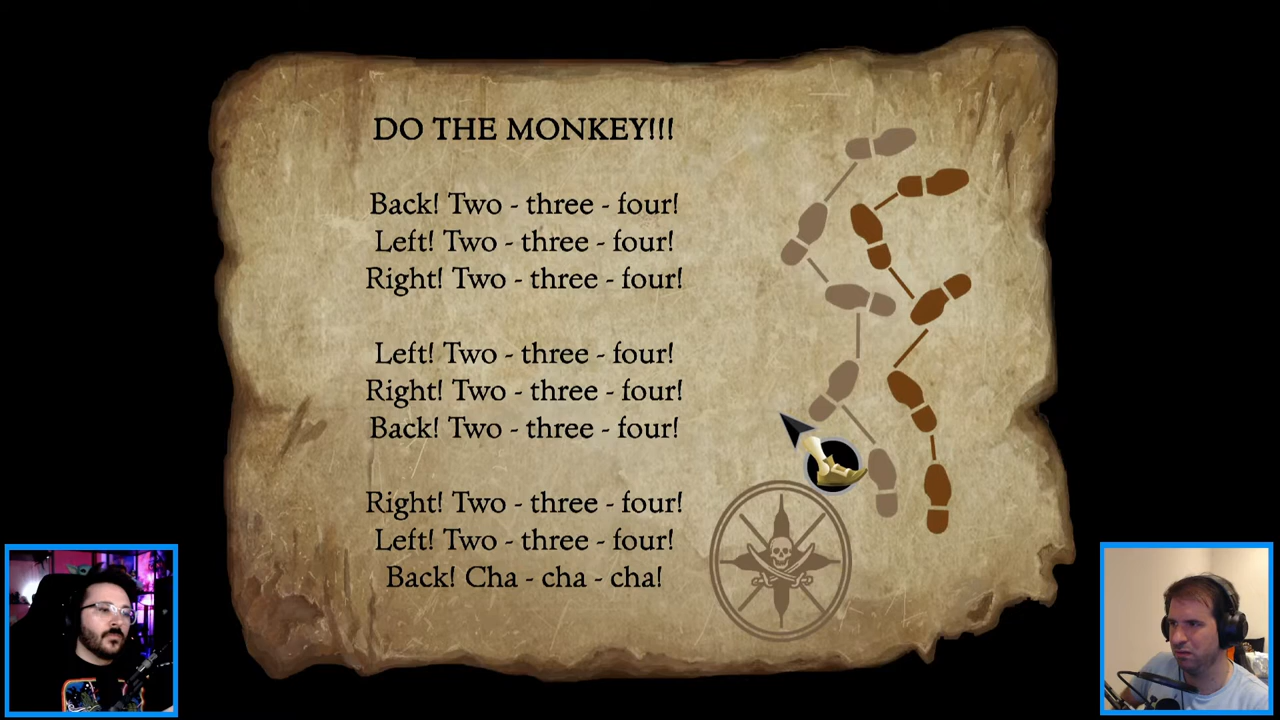 DO THE MONKEY!!!
Back! Two - three - four!
Left! Two - three - four!
Right! Two - three - four!
Left! Two - three - four!
Right! Two - three - four!
Back! Two - three - four!
Right! Two - three - four!
Left! Two - three - four!
Back! Cha - cha - cha!